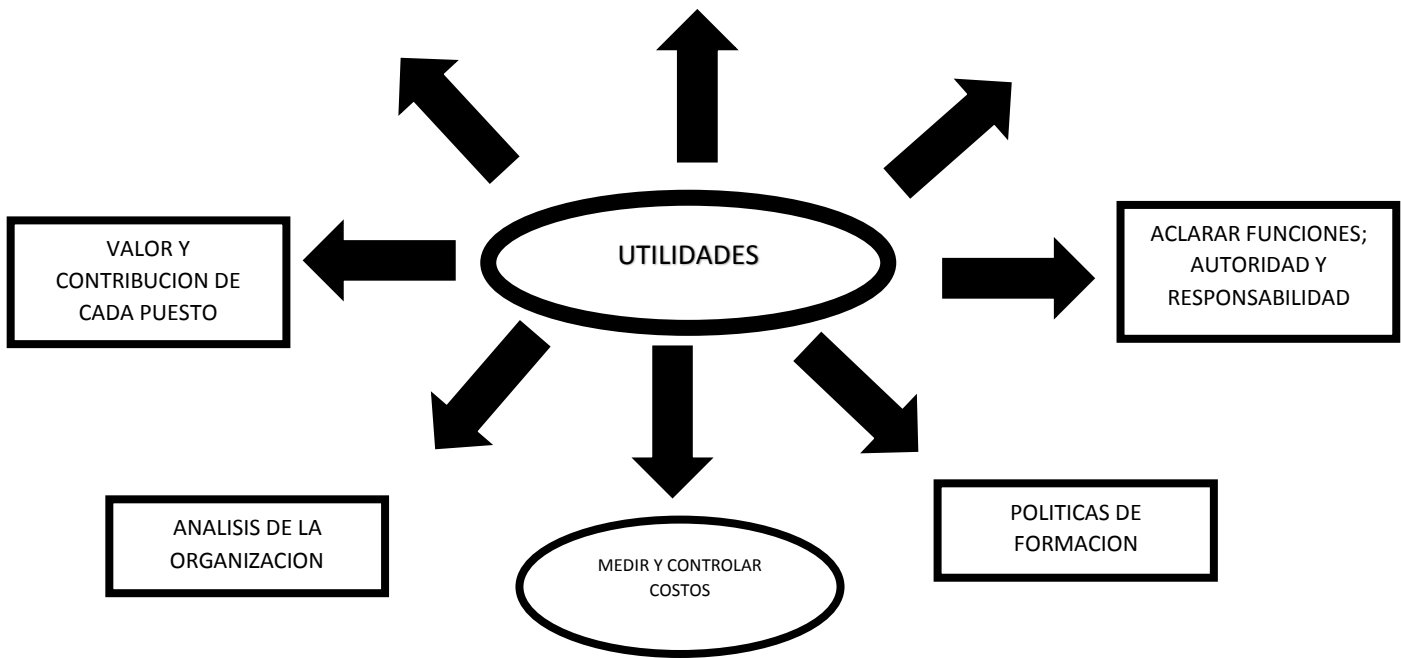 UTILIDADES
VALOR Y
CONTRIBUCION DE
CADA PUESTO
ACLARAR FUNCIONES;
AUTORIDAD Y
RESPONSABILIDAD
ANALISIS DE LA
ORGANIZACION
MEDIR Y CONTROLAR
COSTOS
POLITICAS DE
FORMACION